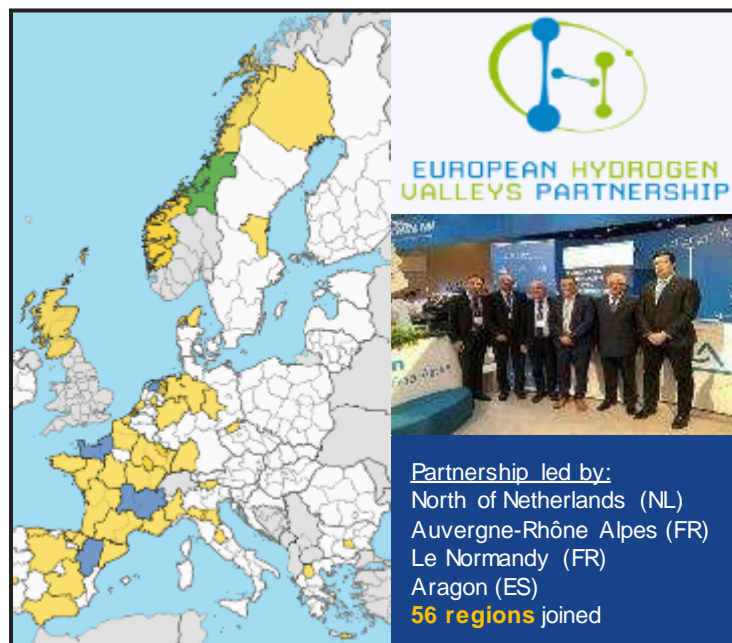 EUROPEAN HYDROGEN
VALLEYS PARTNERSHIP
Partnership led by:
North of Netherlands (NL)
Auvergne-Rhône Alpes (FR)
Le Normandy (FR)
Aragon (ES)
56 regions joined